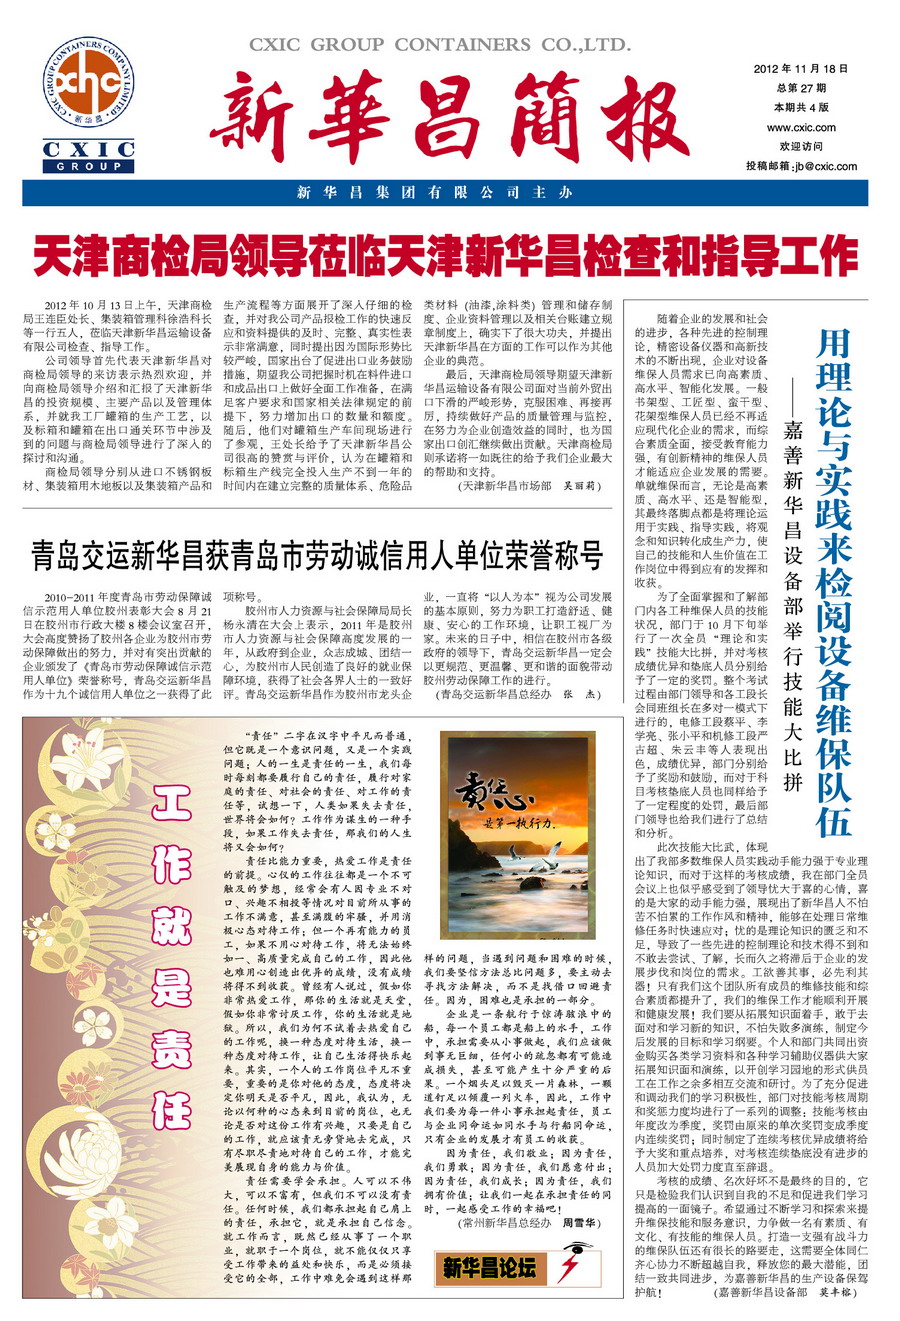 CXIC GROUP CONTAINERS CO.,LTD.
CXIC GROUP CONTAINERS COMPANY LIMITED
xhc
新华昌
CXIC
GROUP
新華昌簡报
2012 年 11 月 18 日
总第 27 期
本期共 4 版
www.cxic.com
欢迎访问
投稿邮箱:jb@cxic.com
新华昌集团有限公司主办
天津商检局领导莅临天津新华昌检查和指导工作
2012 年 10 月 13 日上午，天津商检
局王连臣处长、集装箱管理科徐浩科长
等一行五人，莅临天津新华昌运输设备
有限公司检查、指导工作。
公司领导首先代表天津新华昌对
商检局领导的来访表示热烈欢迎，并
向商检局领导介绍和汇报了天津新华
昌的投资规模、主要产品以及管理体
系，并就我工厂罐箱的生产工艺，以
及标箱和罐箱在出口通关环节中涉及
到的问题与商检局领导进行了深入的
探讨和沟通。
商检局领导分别从进口不锈钢板
材、集装箱用木地板以及集装箱产品和
生产流程等方面展开了深入仔细的检
查，并对我公司产品报检工作的快速反
应和资料提供的及时、完整、真实性表
示非常满意，同时提出因为国际形势比
较严峻，国家出台了促进出口业务鼓励
措施，期望我公司把握时机在料件进口
和成品出口上做好全面工作准备，在满
足客户要求和国家相关法律规定的前
提下，努力增加出口的数量和额度。
随后，他们对罐箱生产车间现场进行
了参观，王处长给予了天津新华昌公
司很高的赞赏与评价，认为在罐箱和
标箱生产线完全投入生产不到一年的
时间内在建立完整的质量体系、危险品
类材料（油漆,涂料类）管理和储存制
度、企业资料管理以及相关台账建立规
章制度上，确实下了很大功夫，并提出
天津新华昌在方面的工作可以作为其他
企业的典范。
最后，天津商检局领导期望天津新
华昌运输设备有限公司面对当前外贸出
口下滑的严峻形势，克服困难、再接再
厉，持续做好产品的质量管理与监控，
在努力为企业创造效益的同时，也为国
家出口创汇继续做出贡献。天津商检局
则承诺将一如既往的给予我们企业最大
的帮助和支持。
(天津新华昌市场部 吴丽莉)
青岛交运新华昌获青岛市劳动诚信用人单位荣誉称号
2010-2011 年度青岛市劳动保障诚
信示范用人单位胶州表彰大会 8 月 21
日在胶州市行政大楼 8 楼会议室召开，
大会高度赞扬了胶州各企业为胶州市劳
动保障做出的努力，并对有突出贡献的
企业颁发了《青岛市劳动保障诚信示范
用人单位》荣誉称号，青岛交运新华昌
作为十九个诚信用人单位之一获得了此
项称号。
胶州市人力资源与社会保障局局长
杨永清在大会上表示，2011 年是胶州
市人力资源与社会保障高度发展的一
年，从政府到企业，众志成城、团结一
心，为胶州市人民创造了良好的就业保
障环境，获得了社会各界人士的一致好
评。青岛交运新华昌作为胶州市龙头企
业，一直将“以人为本”视为公司发展
的基本原则，努力为职工打造舒适、健
康、安心的工作环境，让职工视厂为
家。未来的日子中，相信在胶州市各级
政府的领导下，青岛交运新华昌一定会
以更规范、更温馨、更和谐的面貌带动
胶州劳动保障工作的进行。
(青岛交运新华昌总经办 张 杰)
工作就是责任
“责任”二字在汉字中平凡而普通，
但它既是一个意识问题，又是一个实践
问题；人的一生是责任的一生，我们每
时每刻都要履行自己的责任，履行对家
庭的责任、对社会的责任、对工作的责
任等，试想一下，人类如果失去责任，
世界将会如何？工作作为谋生的一种手
段，如果工作失去责任，那我们的人生
将又会如何？
责任比能力重要，热爱工作是责任
的前提。心仪的工作往往都是一个不可
触及的梦想，经常会有人因专业不对
口、兴趣不相投等情况对目前所从事的
工作不满意，甚至满腹的牢骚，并用消
极心态对待工作；但一个再有能力的员
工，如果不用心对待工作，将无法始终
如一、高质量完成自己的工作，因此他
也难用心创造出优异的成绩，没有成绩
将得不到收获。曾经有人说过，假如你
非常热爱工作，那你的生活就是天堂，
假如你非常讨厌工作，你的生活就是地
狱。所以，我们为何不试着去热爱自己
的工作呢，换一种态度对待生活，换一
种态度对待工作，让自己生活得快乐起
来。其实，一个人的工作岗位平凡不重
要，重要的是你对他的态度，态度将决
定你明天是否平凡，因此，我认为，无
论以何种的心态来到目前的岗位，也无
论是否对这份工作有兴趣，只要是自己
的工作，就应该责无旁贷地去完成，只
有尽职尽责地对待自己的工作，才能完
美展现自身的能力与价值。
责任需要学会承担。人可以不伟
大，可以不富有，但我们不可以没有责
任。任何时候，我们都承担起自己肩上
的责任，承担它，就是承担自己信念。
就工作而言，既然已经从事了一个职
业，就职于一个岗位，就不能仅仅只享
受工作带来的益处和快乐，而是必须接
受它的全部，工作中难免会遇到这样那
责任心
是第一执行力.
样的问题，当遇到问题和困难的时候，
我们要坚信方法总比问题多，要主动去
寻找方法解决，而不是找借口回避责
任。因为，困难也是承担的一部分。
企业是一条航行于惊涛骇浪中的
船，每一个员工都是船上的水手，工作
中，承担需要从小事做起，我们应该做
到事无巨细，任何小的疏忽都有可能造
成损失，甚至可能产生十分严重的后
果。一个烟头足以毁灭一片森林，一颗
道钉足以倾覆一列火车，因此，工作中
我们要为每一件小事承担起责任，员工
与企业同命运如同水手与行船同命运，
只有企业的发展才有员工的收获。
因为责任，我们敬业；因为责任，
我们勇敢；因为责任，我们愿意付出；
因为责任，我们成长；因为责任，我们
拥有价值；让我们一起在承担责任的同
时，一起感受工作的幸福吧！
(常州新华昌总经办 周雪华)
新华昌论坛
用理论与实践来检阅设备维保队伍
——嘉善新华昌设备部举行技能大比拼
随着企业的发展和社会
的进步，各种先进的控制理
论，精密设备仪器和高新技
术的不断出现，企业对设备
维保人员需求已向高素质、
高水平、智能化发展。一般
书架型、工匠型、蛮干型、
花架型维保人员已经不再适
应现代化企业的需求，而综
合素质全面，接受教育能力
强，有创新精神的维保人员
才能适应企业发展的需要。
单就维保而言，无论是高素
质、高水平、还是智能型，
其最终落脚点都是将理论运
用于实践、指导实践，将观
念和知识转化成生产力，使
自己的技能和人生价值在工
作岗位中得到应有的发挥和
收获。
为了全面掌握和了解部
门内各工种维保人员的技能
状况，部门于 10 月下旬举
行了一次全员“理论和实
践”技能大比拼，并对考核
成绩优异和垫底人员分别给
予了一定的奖罚。整个考试
过程由部门领导和各工段长
会同班组长在多对一模式下
进行的，电修工段蔡平、李
学亮、张小平和机修工段严
古超、朱云丰等人表现出
色，成绩优异，部门分别给
予了奖励和鼓励，而对于科
目考核垫底人员也同样给予
了一定程度的处罚，最后部
门领导也给我们进行了总结
和分析。
此次技能大比武，体现
出了我部多数维保人员实践动手能力强于专业理
论知识，而对于这样的考核成绩，我在部门全员
会议上也似乎感受到了领导忧大于喜的心情，喜
的是大家的动手能力强，展现出了新华昌人不怕
苦不怕累的工作作风和精神，能够在处理日常维
修任务时快速应对；忧的是理论知识的匮乏和不
足，导致了一些先进的控制理论和技术得不到和
不敢去尝试、了解，长而久之将滞后于企业的发
展步伐和岗位的需求。工欲善其事，必先利其
器！只有我们这个团队所有成员的维修技能和综
合素质都提升了，我们的维保工作才能顺利开展
和健康发展！我们要从拓展知识面着手，敢于去
面对和学习新的知识，不怕失败多演练，制定今
后发展的目标和学习纲要。个人和部门共同出资
金购买各类学习资料和各种学习辅助仪器供大家
拓展知识面和演练，以开创学习园地的形式供员
工在工作之余多相互交流和研讨。为了充分促进
和调动我们的学习积极性，部门对技能考核周期
和奖惩力度均进行了一系列的调整；技能考核由
年度改为季度，奖罚由原来的单次奖罚变成季度
内连续奖罚；同时制定了连续考核优异成绩将给
予大奖和重点培养，对考核连续垫底没有进步的
人员加大处罚力度直至辞退。
考核的成绩、名次好坏不是最终的目的，它
只是检验我们认识到自我的不足和促进我们学习
提高的一面镜子。希望通过不断学习和探索来提
升维保技能和服务意识，力争做一名有素质、有
文化、有技能的维保人员。打造一支强有战斗力
的维保队伍还有很长的路要走，这需要全体同仁
齐心协力不断超越自我，释放您的最大潜能，团
结一致共同进步，为嘉善新华昌的生产设备保驾
护航！ (嘉善新华昌设备部 莫丰榕)